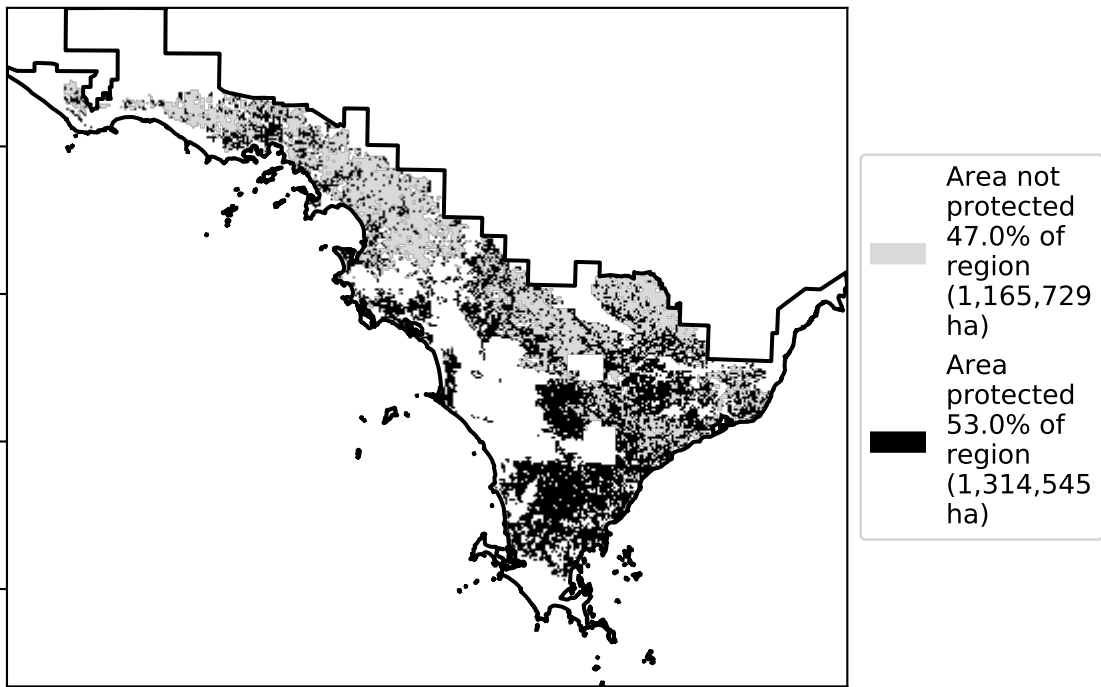 Area not
protected
47.0% of
region
(1,165,729
ha)
Area
protected
53.0% of
region
(1,314,545
ha)